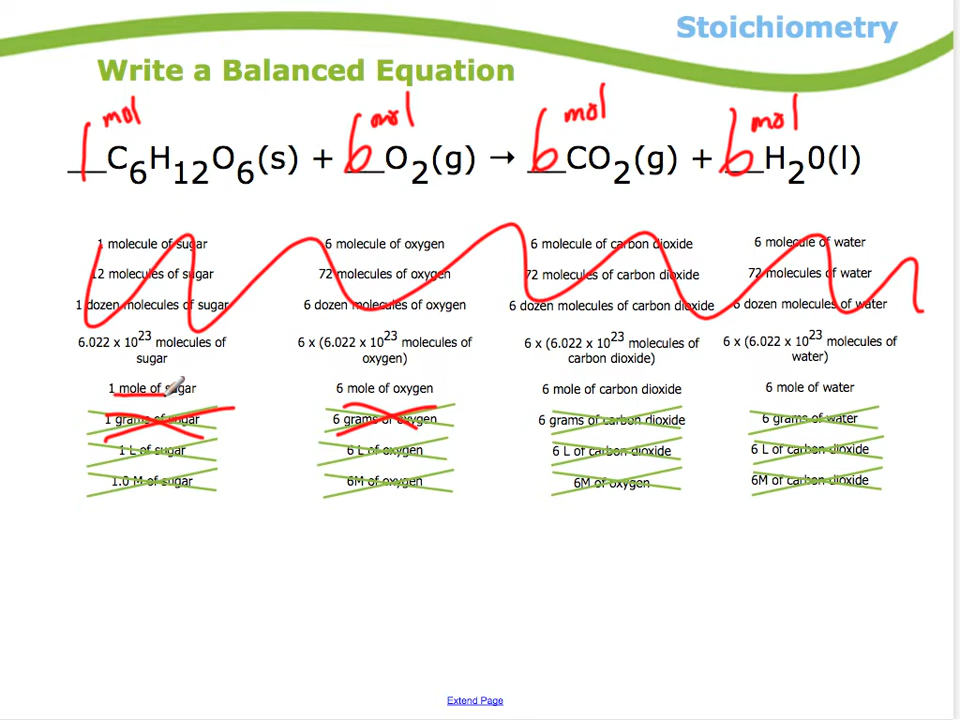 Stoichiometry
Write a Balanced Equation
mol mol mol mol
1 C6H12O6(s) + 6 O2(g) → 6 CO2(g) + 6 H20(l)
1 molecule of sugar 6 molecule of oxygen 6 molecule of carbon dioxide 6 molecule of water
12 molecules of sugar 72 molecules of oxygen 72 molecules of carbon dioxide 72 molecules of water
1 dozen molecules of sugar 6 dozen molecules of oxygen 6 dozen molecules of carbon dioxide 6 dozen molecules of water
6.022 x 10^23 molecules of 6 x (6.022 x 10^23 molecules of 6 x (6.022 x 10^23 molecules of 6 x (6.022 x 10^23 molecules of
sugar oxygen) carbon dioxide) water)
1 mole of sugar 6 mole of oxygen 6 mole of carbon dioxide 6 mole of water
1 grams of sugar 6 grams of oxygen 6 grams of carbon dioxide 6 grams of water
1 L of sugar 6 L of oxygen 6 L of carbon dioxide 6 L of carbon dioxide
1.0 M of sugar 6M of oxygen 6M of oxygen 6M of carbon dioxide
Extend Page